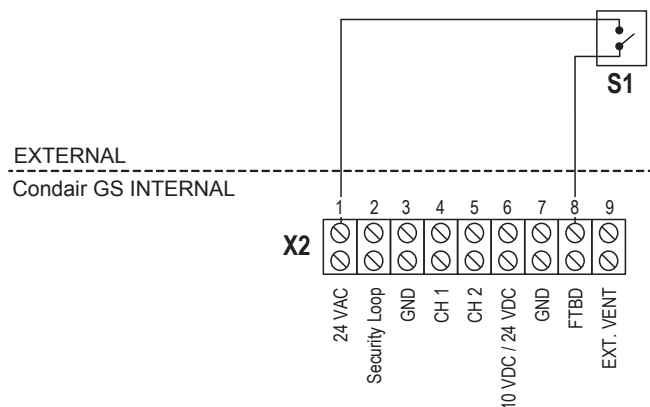 S1
EXTERNAL
Condair GS INTERNAL
1 2 3 4 5 6 7 8 9
X2
24 VAC
Security Loop
GND
CH 1
CH 2
10 VDC / 24 VDC
GND
FTBD
EXT. VENT